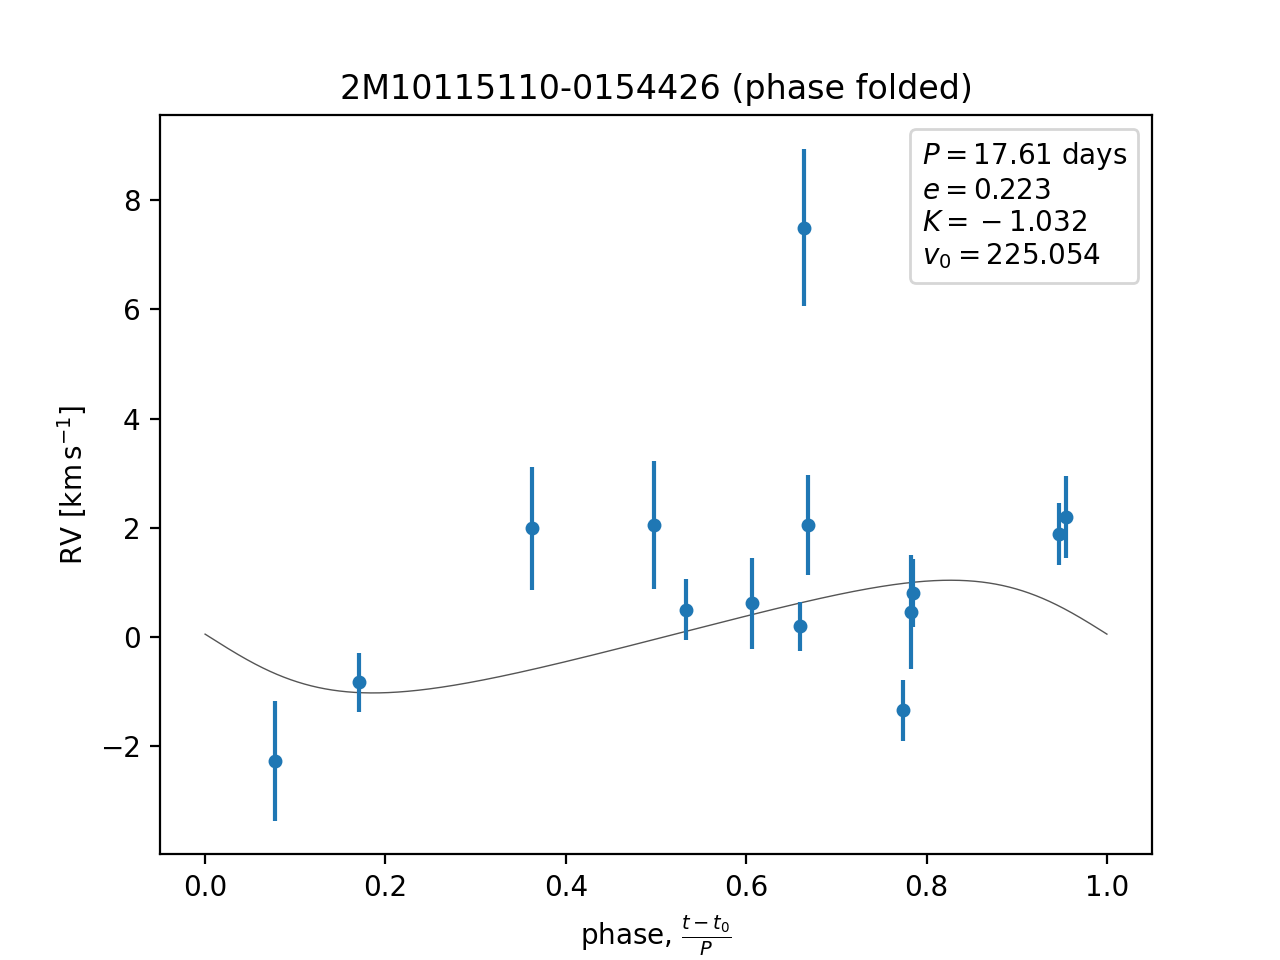 2M10115110-0154426 (phase folded)
P = 17.61 days
e = 0.223
K = −1.032
v₀ = 225.054
8
6
4
2
0
−2
RV [km s⁻¹]
0.0 0.2 0.4 0.6 0.8 1.0
phase, (t − t₀)/P